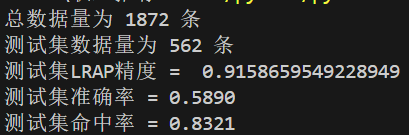 总数据量为 1872 条
测试集数据量为 562 条
测试集LRAP精度 =  0.9158659549228949
测试集准确率 = 0.5890
测试集命中率 = 0.8321